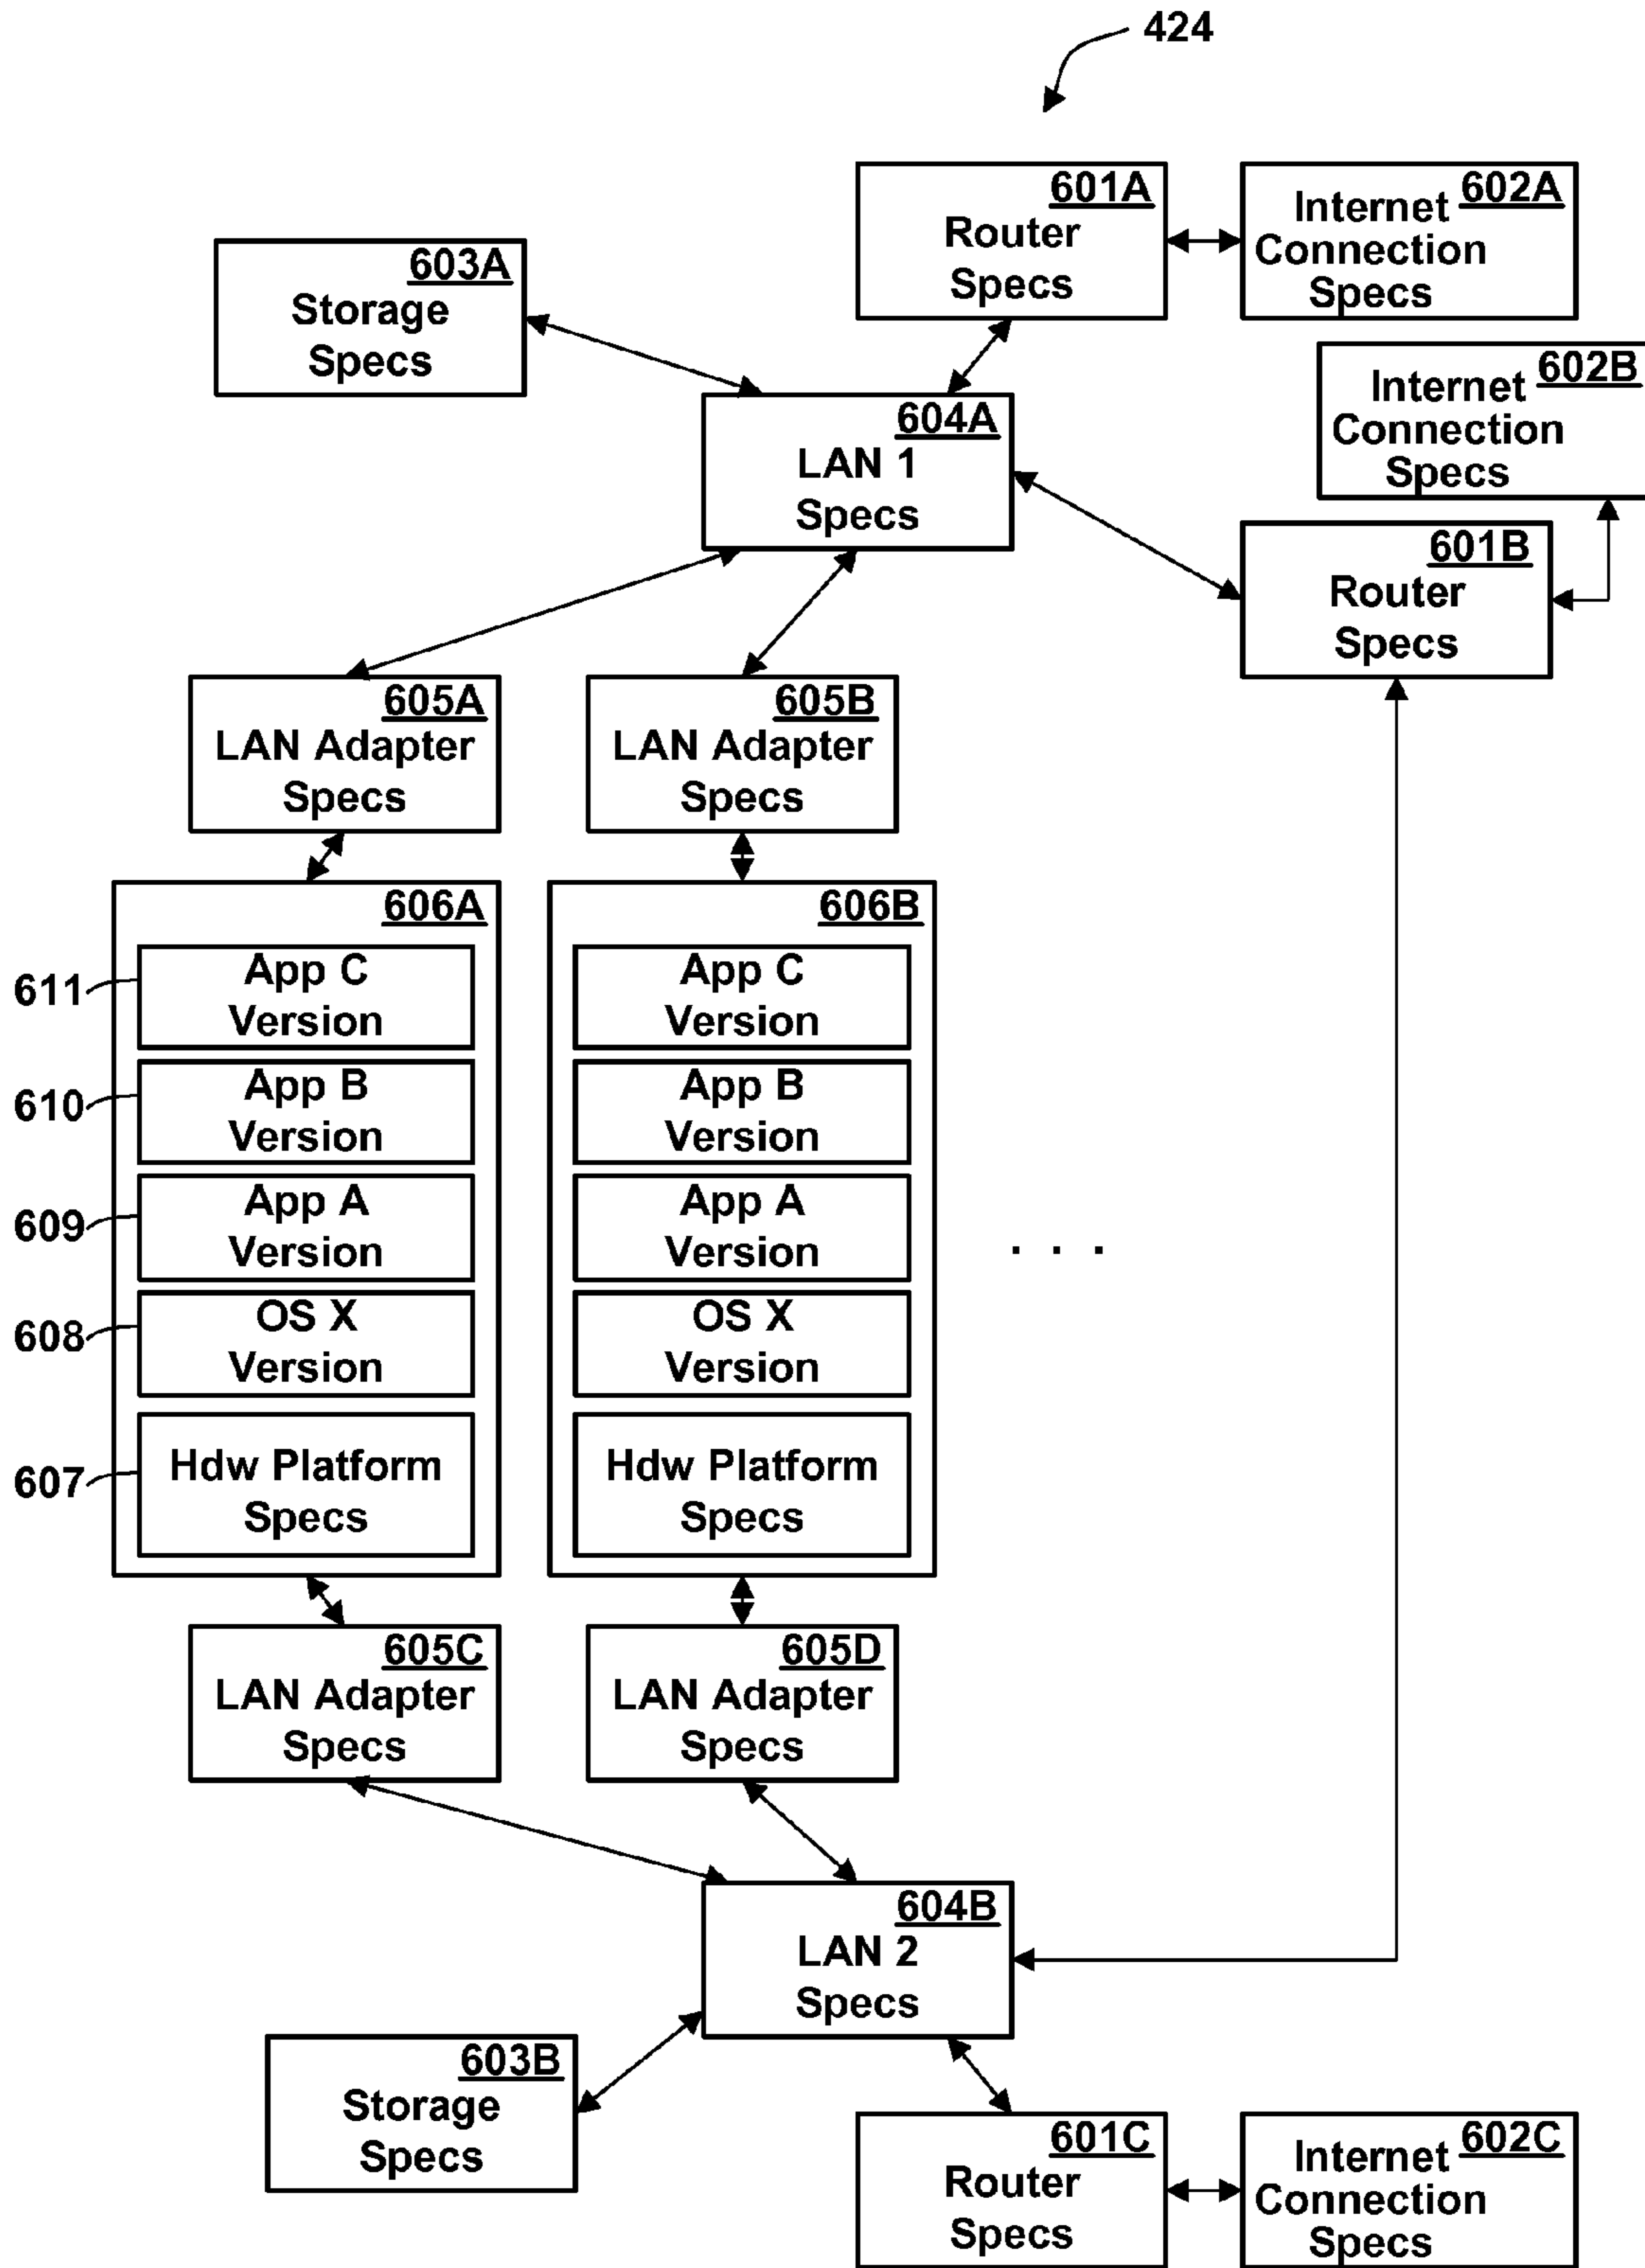 424
601A
Router
Specs
602A
Internet
Connection
Specs
603A
Storage
Specs
602B
Internet
Connection
Specs
604A
LAN 1
Specs
601B
Router
Specs
605A
LAN Adapter
Specs
605B
LAN Adapter
Specs
606A
611
App C
Version
610
App B
Version
609
App A
Version
608
OS X
Version
607
Hdw Platform
Specs
606B
App C
Version
App B
Version
App A
Version
OS X
Version
Hdw Platform
Specs
. . .
605C
LAN Adapter
Specs
605D
LAN Adapter
Specs
604B
LAN 2
Specs
603B
Storage
Specs
601C
Router
Specs
602C
Internet
Connection
Specs